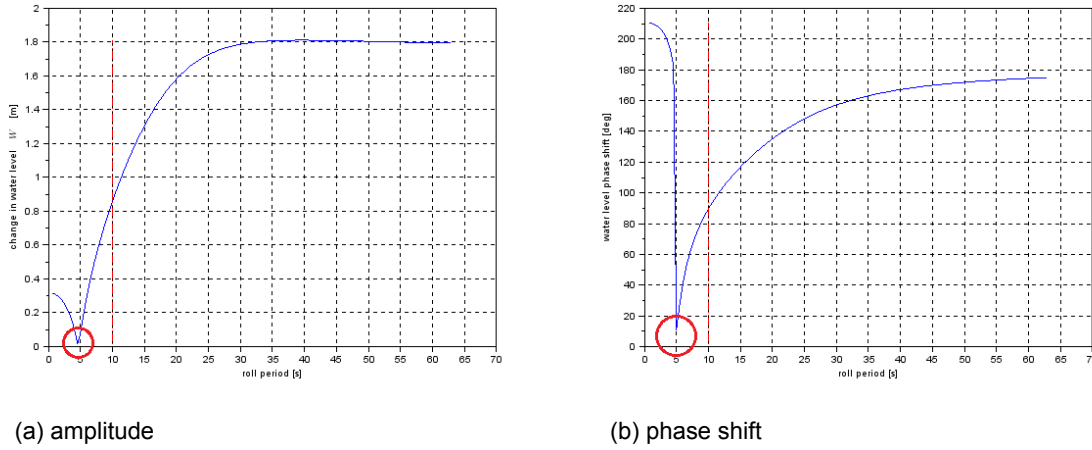 2
1.8
1.6
1.4
1.2
1
0.8
0.6
0.4
0.2
0
change in water level W [m]
0 5 10 15 20 25 30 35 40 45 50 55 60 65 70
roll period [s]
(a) amplitude
220
200
180
160
140
120
100
80
60
40
20
0
water level phase shift [deg]
0 5 10 15 20 25 30 35 40 45 50 55 60 65 70
roll period [s]
(b) phase shift